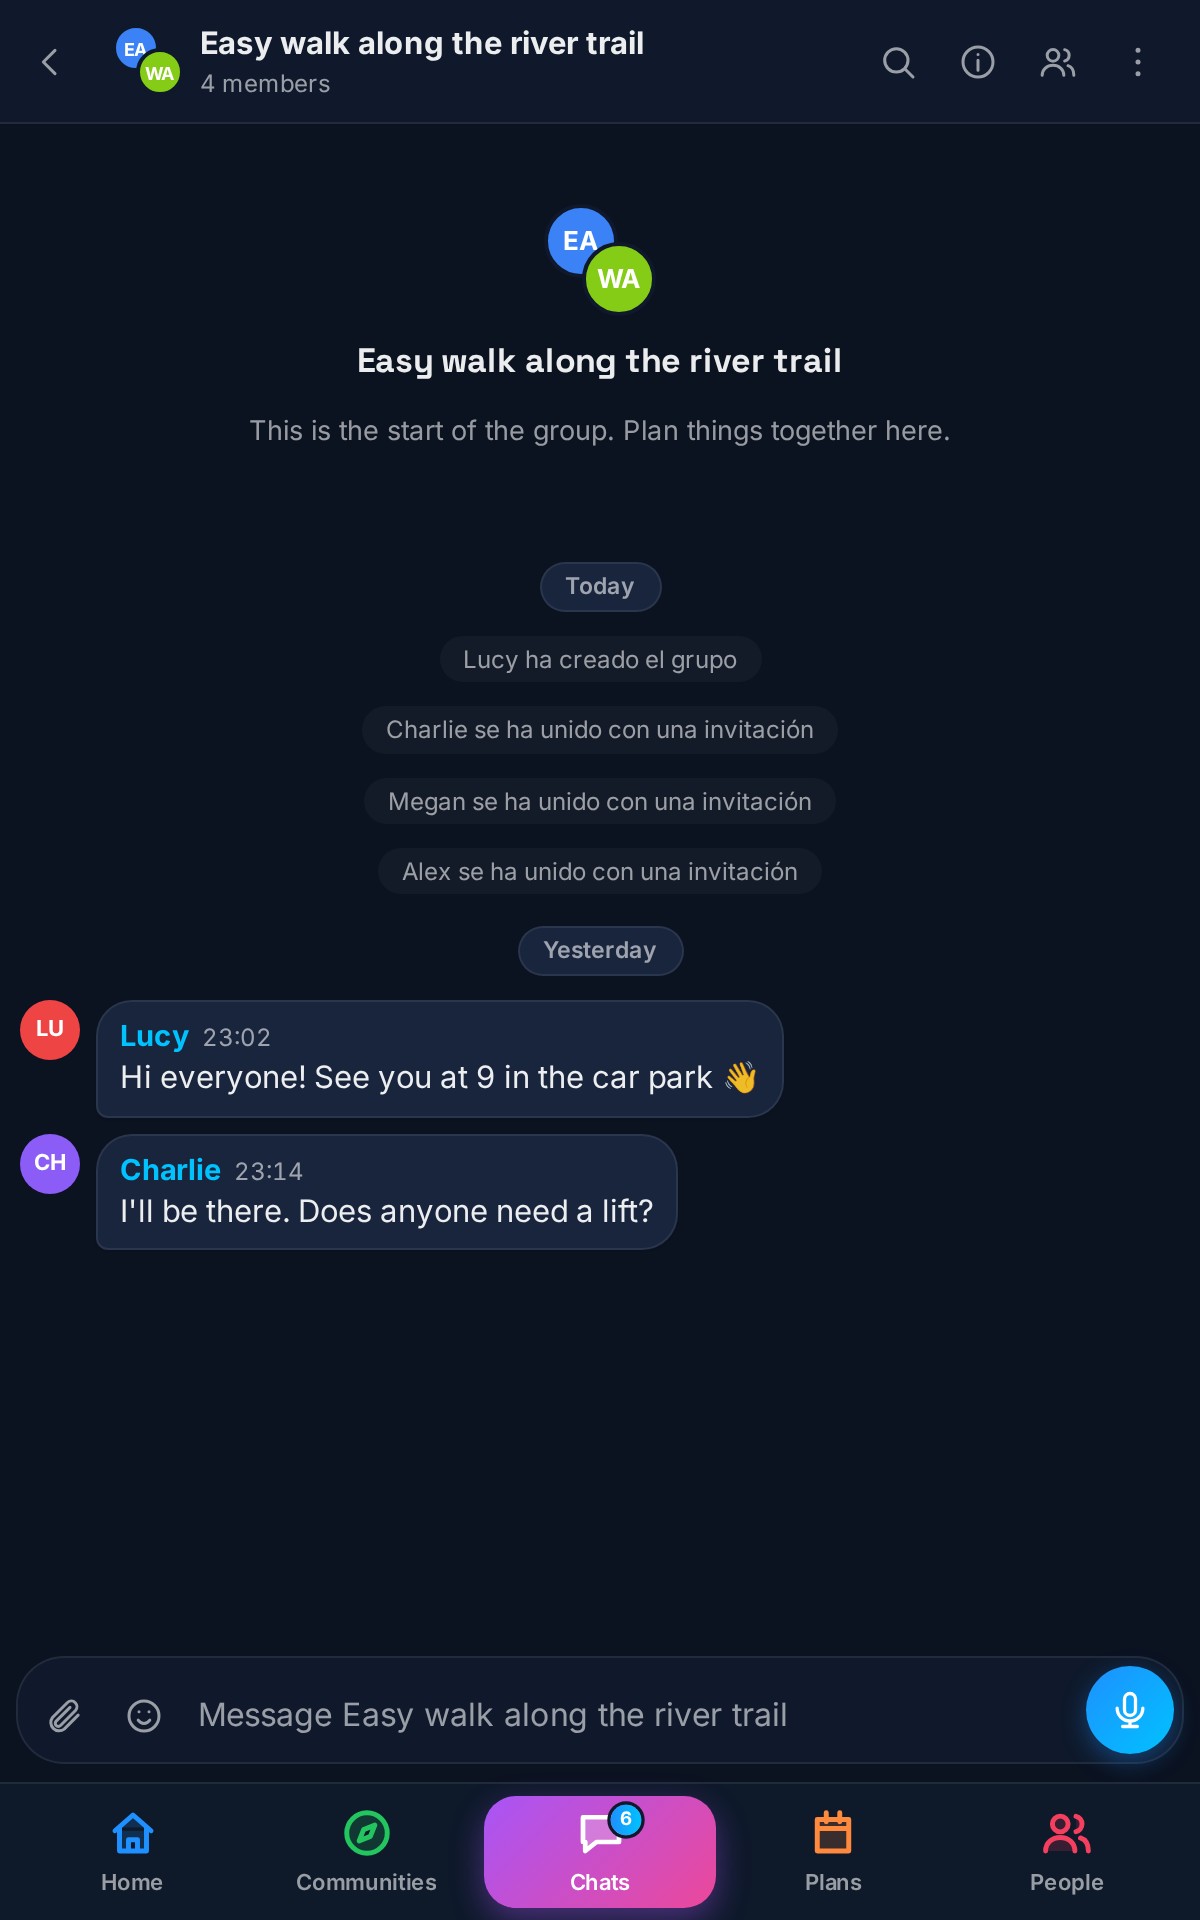 EA
WA
Easy walk along the river trail
4 members
EA
WA
Easy walk along the river trail
This is the start of the group. Plan things together here.
Today
Lucy ha creado el grupo
Charlie se ha unido con una invitación
Megan se ha unido con una invitación
Alex se ha unido con una invitación
Yesterday
LU
Lucy 23:02
Hi everyone! See you at 9 in the car park 👋
CH
Charlie 23:14
I'll be there. Does anyone need a lift?
Message Easy walk along the river trail
6
Home
Communities
Chats
Plans
People